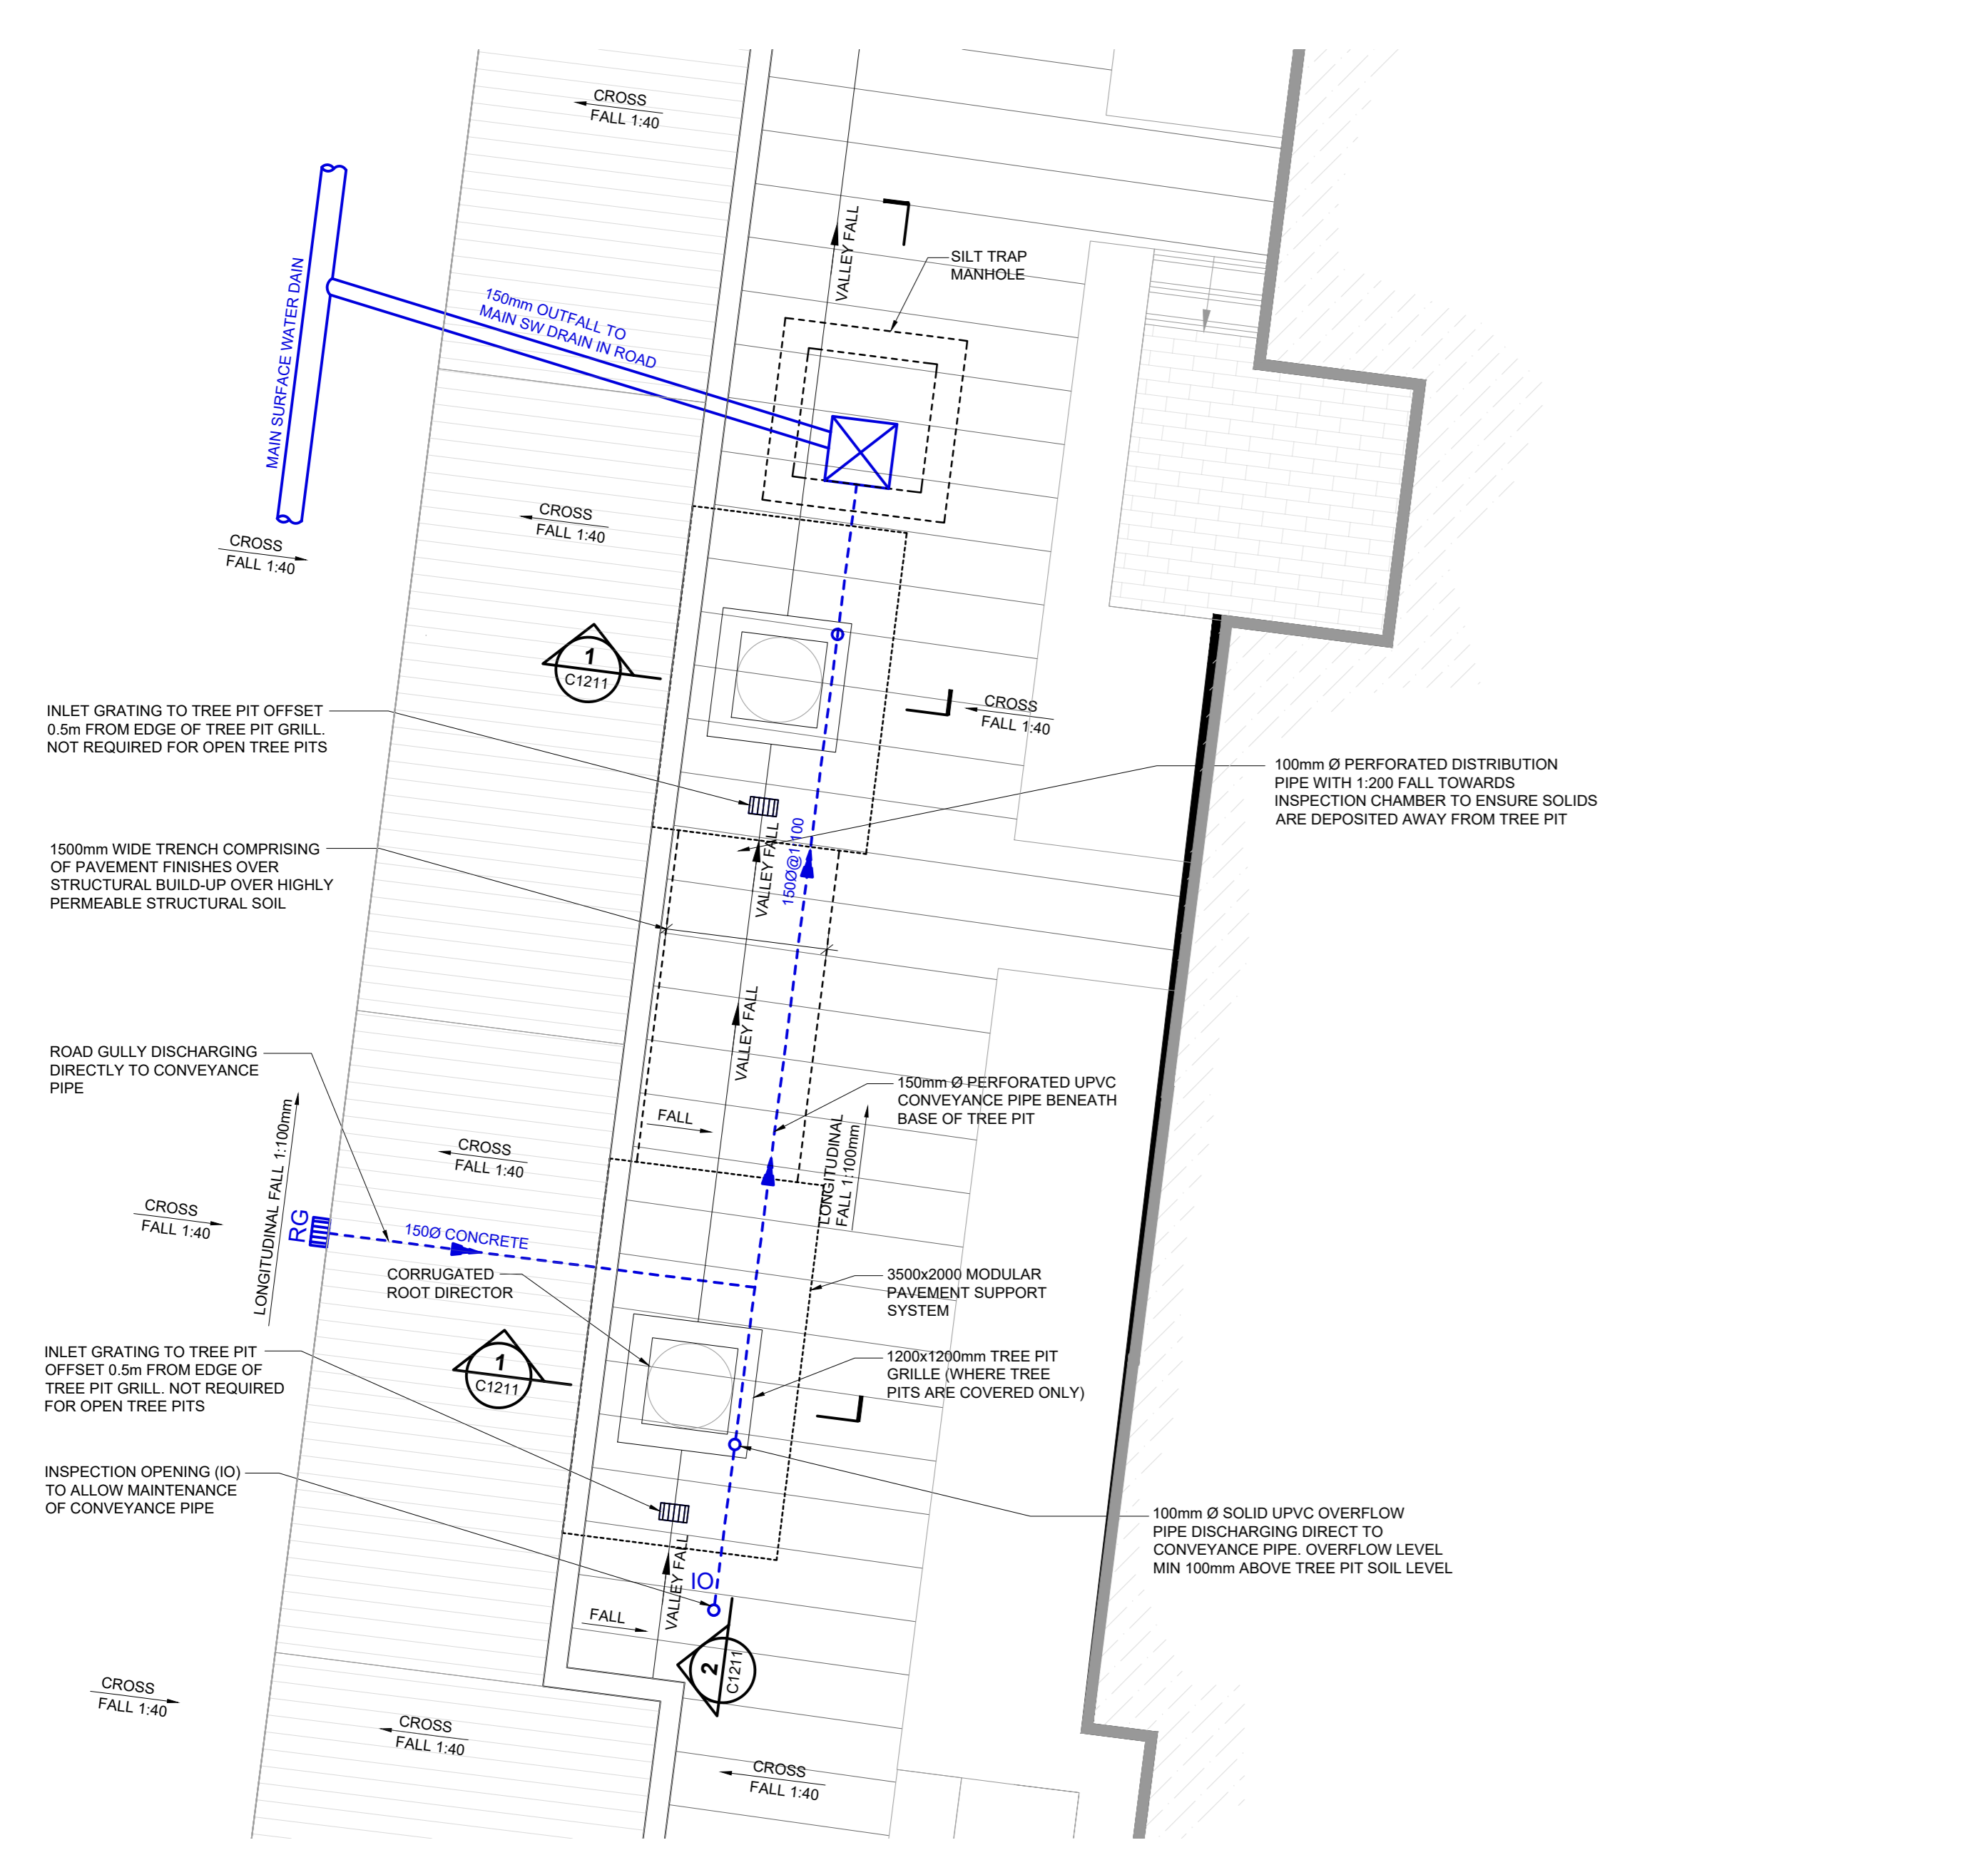 CROSS
FALL 1:40
VALLEY FALL
SILT TRAP
MANHOLE
MAIN SURFACE WATER DAIN
150mm OUTFALL TO
MAIN SW DRAIN IN ROAD
CROSS
FALL 1:40
CROSS
FALL 1:40
1
C1211
CROSS
FALL 1:40
INLET GRATING TO TREE PIT OFFSET
0.5m FROM EDGE OF TREE PIT GRILL.
NOT REQUIRED FOR OPEN TREE PITS
100mm Ø PERFORATED DISTRIBUTION
PIPE WITH 1:200 FALL TOWARDS
INSPECTION CHAMBER TO ENSURE SOLIDS
ARE DEPOSITED AWAY FROM TREE PIT
VALLEY FALL
150Ø@1:100
1500mm WIDE TRENCH COMPRISING
OF PAVEMENT FINISHES OVER
STRUCTURAL BUILD-UP OVER HIGHLY
PERMEABLE STRUCTURAL SOIL
VALLEY FALL
ROAD GULLY DISCHARGING
DIRECTLY TO CONVEYANCE
PIPE
150mm Ø PERFORATED UPVC
CONVEYANCE PIPE BENEATH
BASE OF TREE PIT
FALL
LONGITUDINAL
FALL 1:100mm
LONGITUDINAL FALL 1:100mm
CROSS
FALL 1:40
CROSS
FALL 1:40
RG
150Ø CONCRETE
CORRUGATED
ROOT DIRECTOR
3500x2000 MODULAR
PAVEMENT SUPPORT
SYSTEM
1
C1211
INLET GRATING TO TREE PIT
OFFSET 0.5m FROM EDGE OF
TREE PIT GRILL. NOT REQUIRED
FOR OPEN TREE PITS
1200x1200mm TREE PIT
GRILLE (WHERE TREE
PITS ARE COVERED ONLY)
INSPECTION OPENING (IO)
TO ALLOW MAINTENANCE
OF CONVEYANCE PIPE
100mm Ø SOLID UPVC OVERFLOW
PIPE DISCHARGING DIRECT TO
CONVEYANCE PIPE. OVERFLOW LEVEL
MIN 100mm ABOVE TREE PIT SOIL LEVEL
VALLEY FALL
IO
FALL
2
C1211
CROSS
FALL 1:40
CROSS
FALL 1:40
CROSS
FALL 1:40